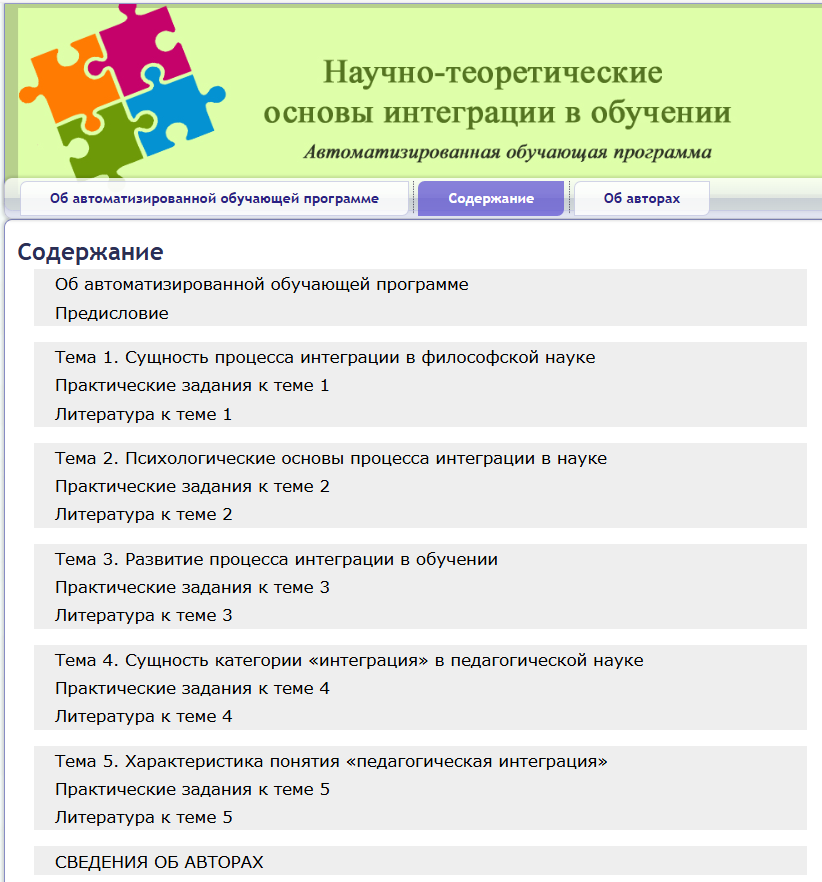 Научно-теоретические
основы интеграции в обучении
Автоматизированная обучающая программа
Об автоматизированной обучающей программе
Содержание
Об авторах
Содержание
Об автоматизированной обучающей программе
Предисловие
Тема 1. Сущность процесса интеграции в философской науке
Практические задания к теме 1
Литература к теме 1
Тема 2. Психологические основы процесса интеграции в науке
Практические задания к теме 2
Литература к теме 2
Тема 3. Развитие процесса интеграции в обучении
Практические задания к теме 3
Литература к теме 3
Тема 4. Сущность категории «интеграция» в педагогической науке
Практические задания к теме 4
Литература к теме 4
Тема 5. Характеристика понятия «педагогическая интеграция»
Практические задания к теме 5
Литература к теме 5
СВЕДЕНИЯ ОБ АВТОРАХ